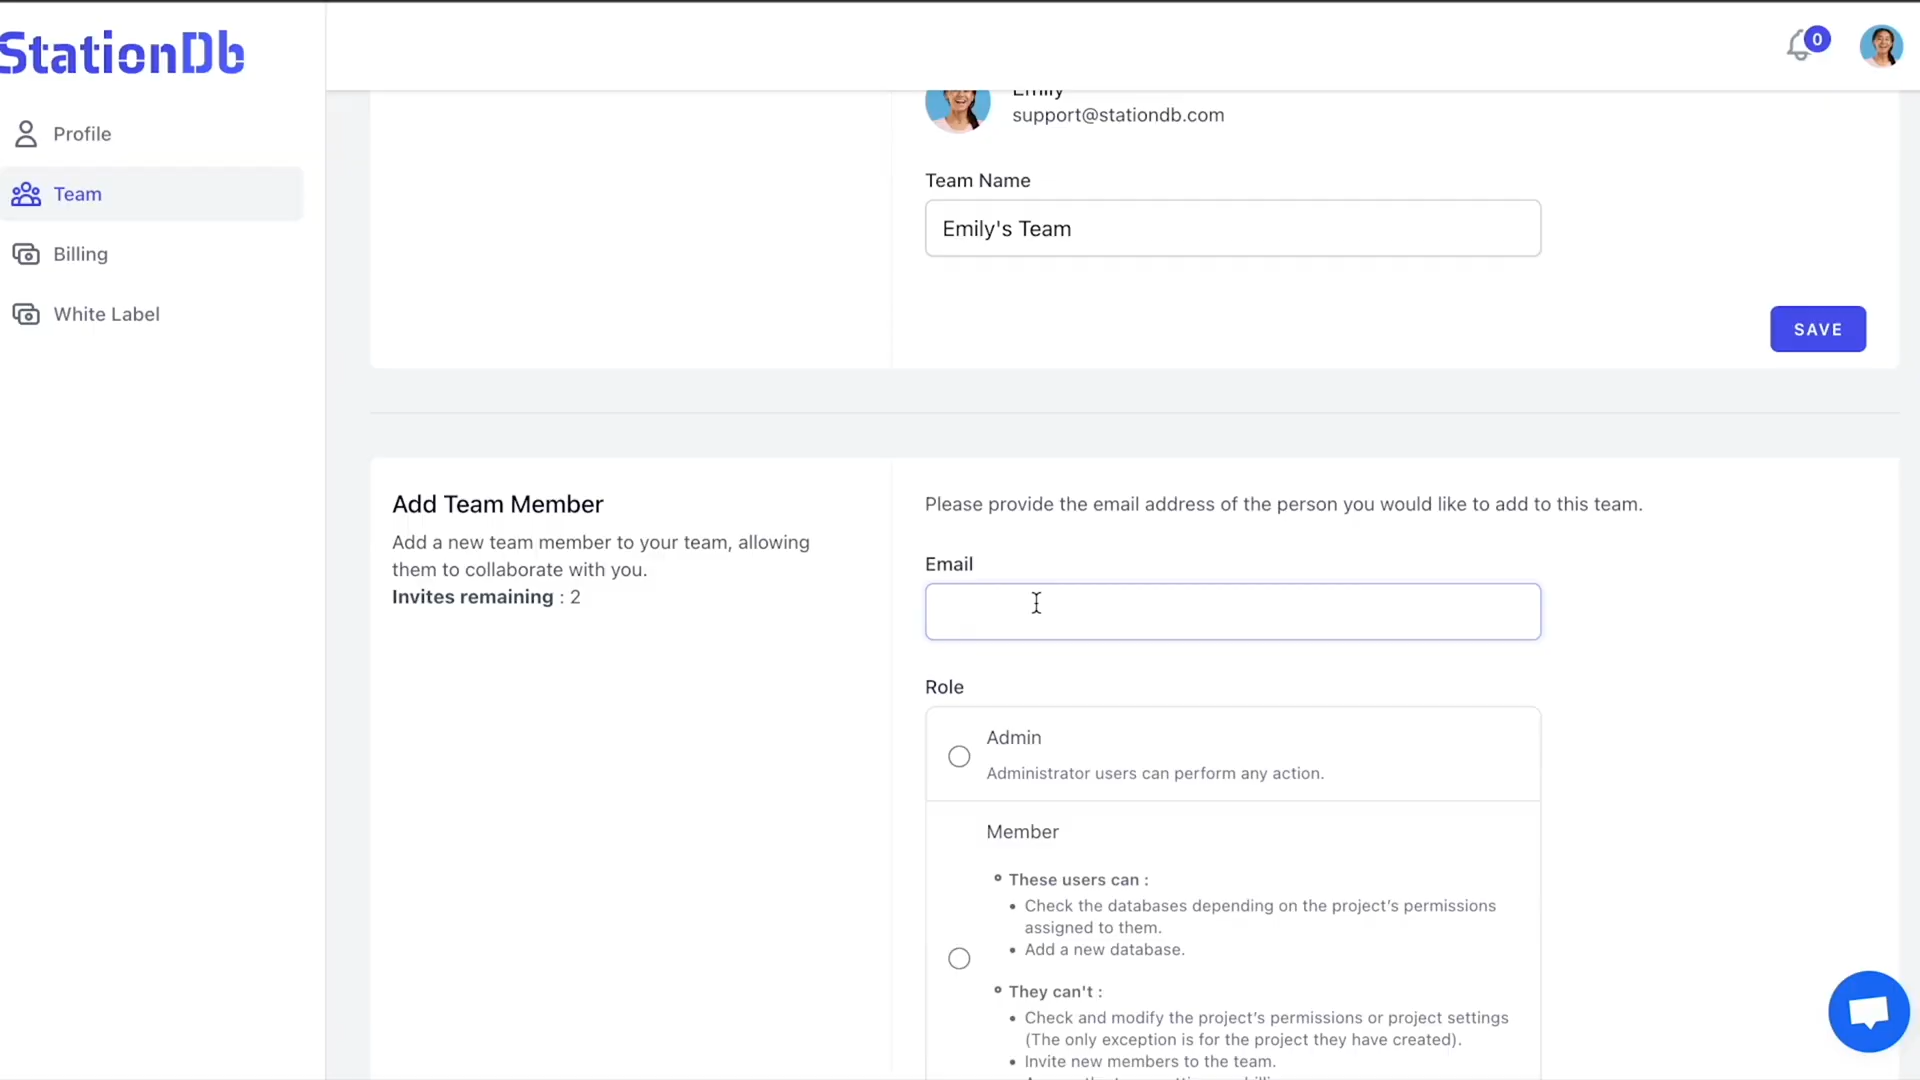 StationDb
0
Profile
Team
Billing
White Label
Emily
support@stationdb.com
Team Name
Emily's Team
SAVE
Add Team Member
Add a new team member to your team, allowing
them to collaborate with you.
Invites remaining : 2
Please provide the email address of the person you would like to add to this team.
Email
Role
Admin
Administrator users can perform any action.
Member
These users can :
Check the databases depending on the project's permissions
assigned to them.
Add a new database.
They can't :
Check and modify the project's permissions or project settings
(The only exception is for the project they have created).
Invite new members to the team.